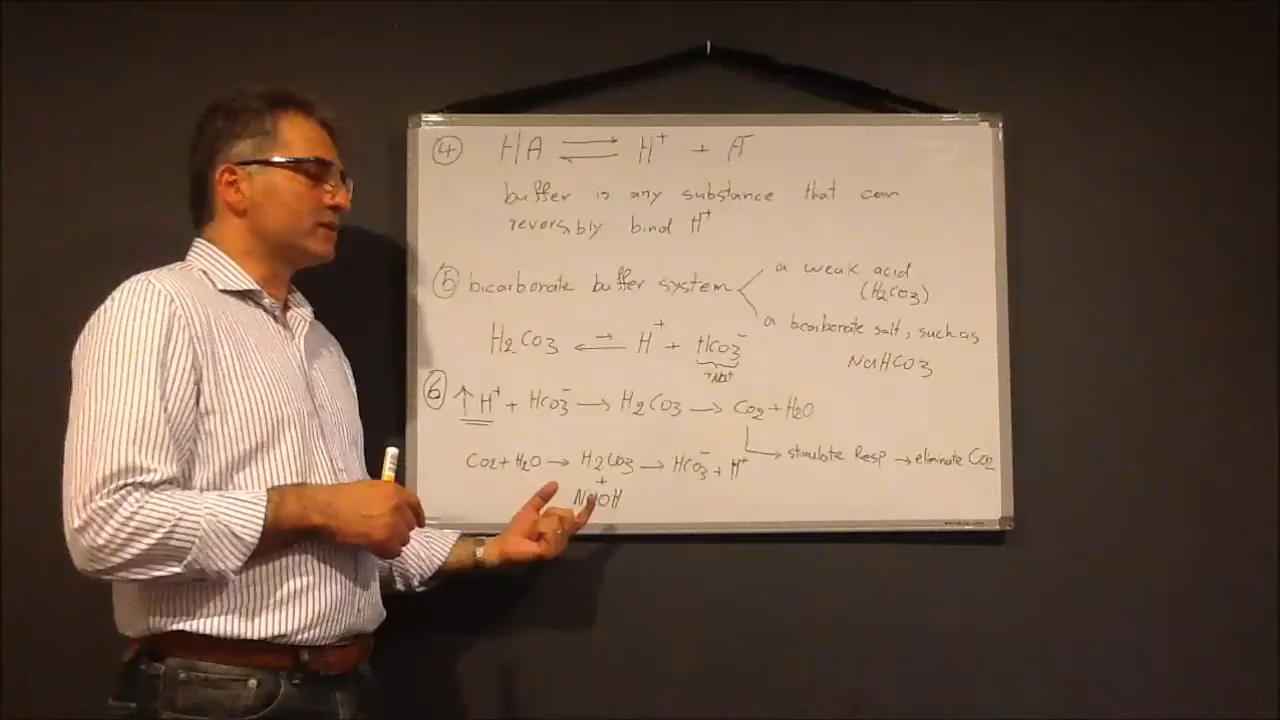 ④ HA ⇌ H⁺ + A⁻
buffer is any substance that can
reversibly bind H⁺
⑤ bicarbonate buffer system
a weak acid
(H2CO3)
a bicarbonate salt, such as
NaHCO3
H2CO3 ⇌ H⁺ + HCO3⁻
⑥ ↑H⁺ + HCO3⁻ → H2CO3 → CO2 + H2O
stimulate Resp → eliminate CO2
CO2 + H2O → H2CO3 → HCO3⁻ + H⁺
+
NaOH